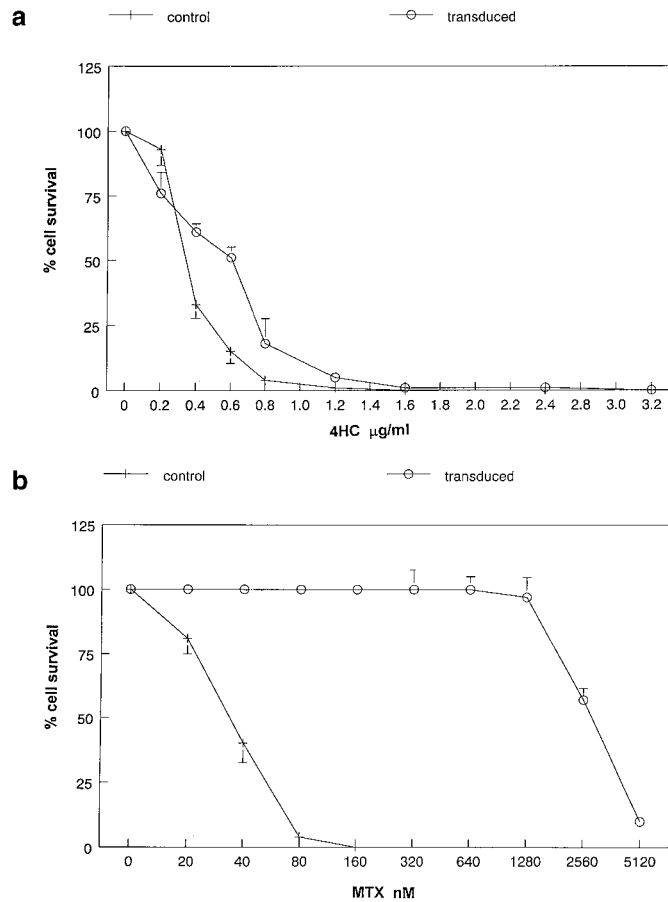 a
control transduced
125
100
75
50
25
0
% cell survival
0 0.2 0.4 0.6 0.8 1.0 1.2 1.4 1.6 1.8 2.0 2.2 2.4 2.6 2.8 3.0 3.2
4HC µg/ml
b
control transduced
125
100
75
50
25
0
% cell survival
0 20 40 80 160 320 640 1280 2560 5120
MTX nM